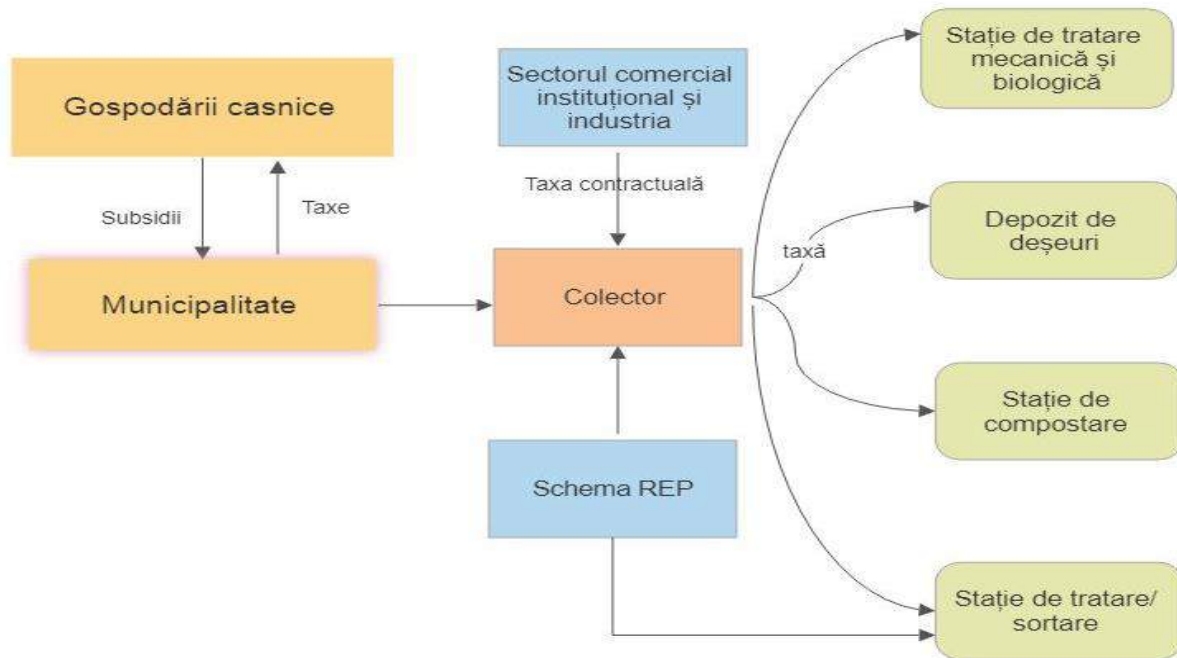 Gospodării casnice
Subsidii
Taxe
Municipalitate
Sectorul comercial
instituțional și
industria
Taxa contractuală
Colector
Schema REP
taxă
Stație de tratare
mecanică și
biologică
Depozit de
deșeuri
Stație de
compostare
Stație de tratare/
sortare